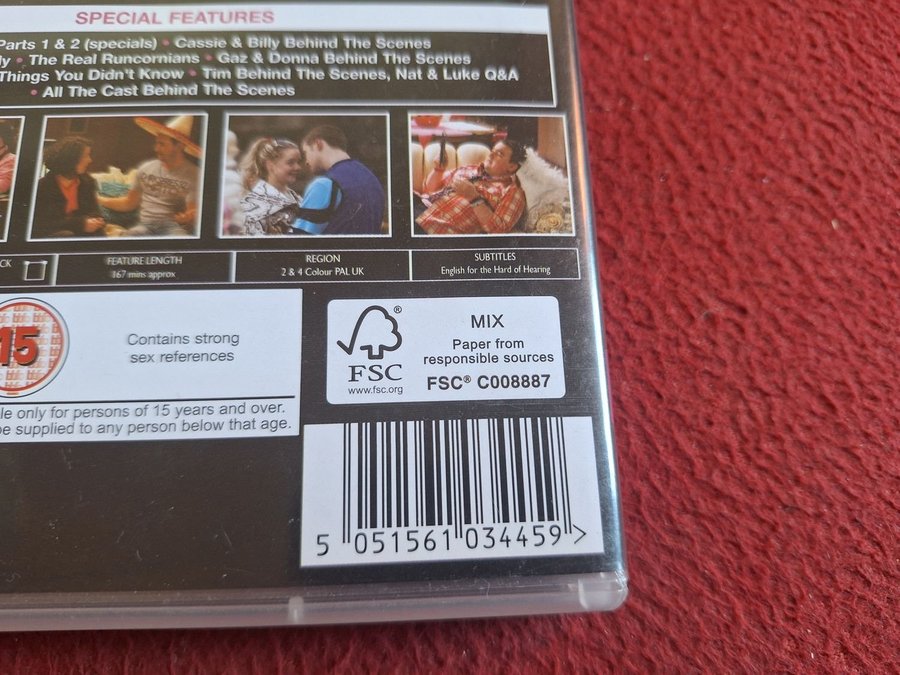 SPECIAL FEATURES
Parts 1 & 2 (specials) • Cassie & Billy Behind The Scenes
ly • The Real Runcornians • Gaz & Donna Behind The Scenes
Things You Didn't Know • Tim Behind The Scenes, Nat & Luke Q&A
• All The Cast Behind The Scenes
CK
FEATURE LENGTH
167 mins approx
REGION
2 & 4 Colour PAL UK
SUBTITLES
English for the Hard of Hearing
15
Contains strong
sex references
le only for persons of 15 years and over.
be supplied to any person below that age.
®
FSC
www.fsc.org
MIX
Paper from
responsible sources
FSC® C008887
5 051561 034459 >